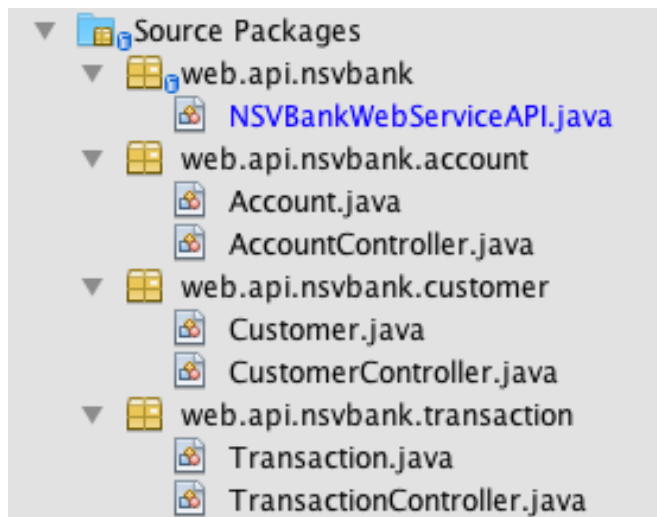 Source Packages
web.api.nsvbank
NSVBankWebServiceAPI.java
web.api.nsvbank.account
Account.java
AccountController.java
web.api.nsvbank.customer
Customer.java
CustomerController.java
web.api.nsvbank.transaction
Transaction.java
TransactionController.java